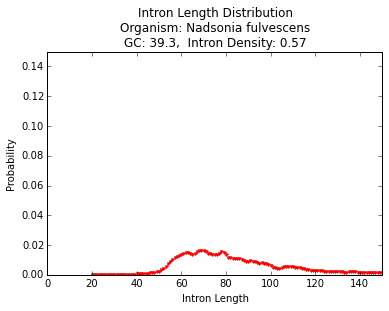 Intron Length Distribution
Organism: Nadsonia fulvescens
GC: 39.3,  Intron Density: 0.57
0.14
0.12
0.10
0.08
0.06
0.04
0.02
0.00
Probability
0 20 40 60 80 100 120 140
Intron Length